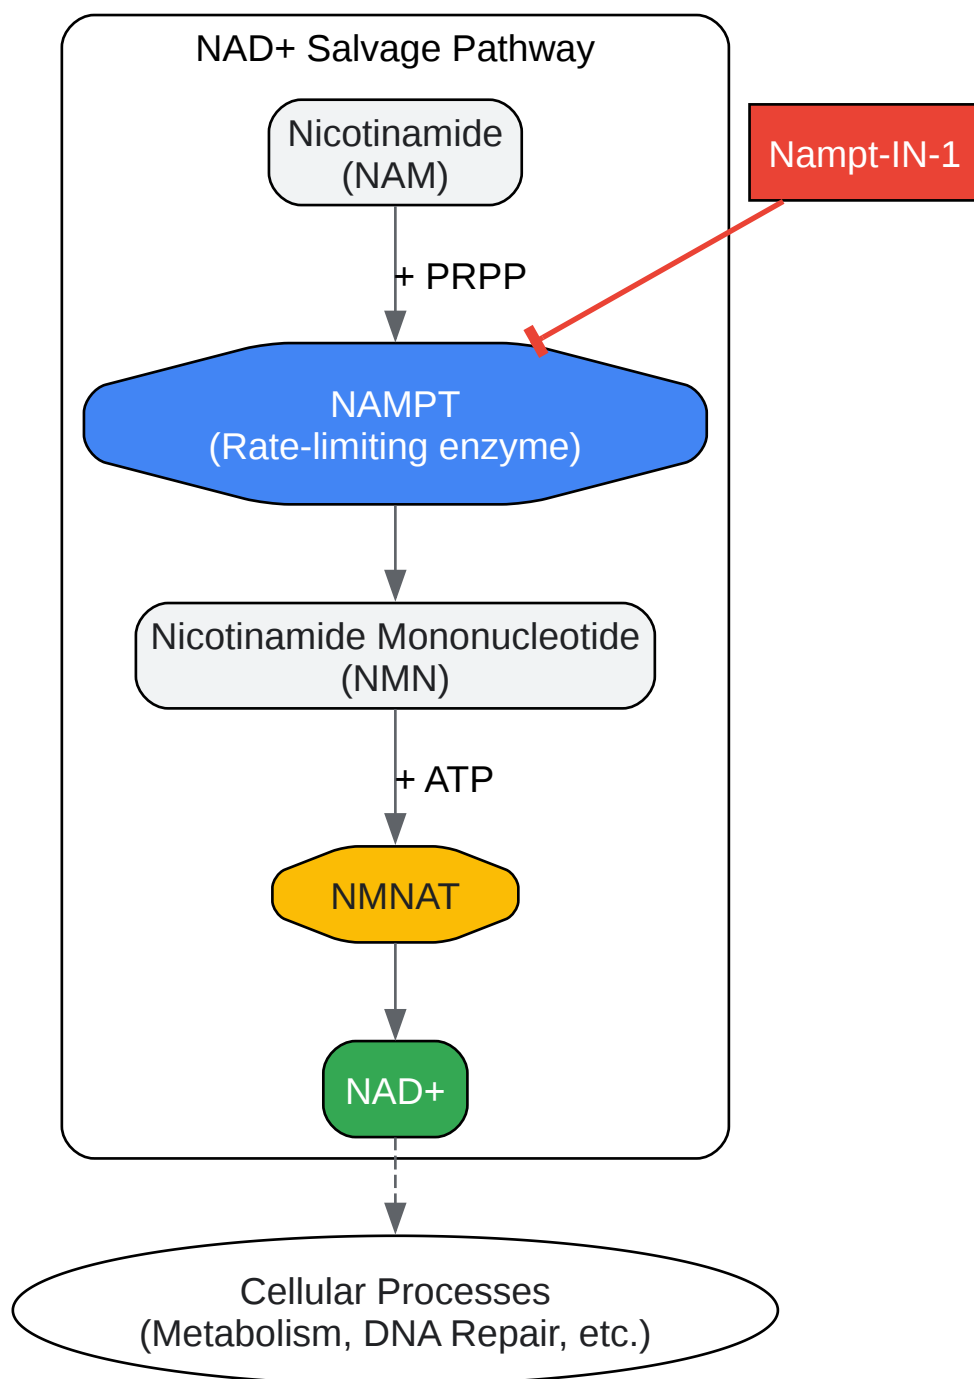 NAD+ Salvage Pathway
Nicotinamide
(NAM)
Nampt-IN-1
+ PRPP
NAMPT
(Rate-limiting enzyme)
Nicotinamide Mononucleotide
(NMN)
+ ATP
NMNAT
NAD+
Cellular Processes
(Metabolism, DNA Repair, etc.)